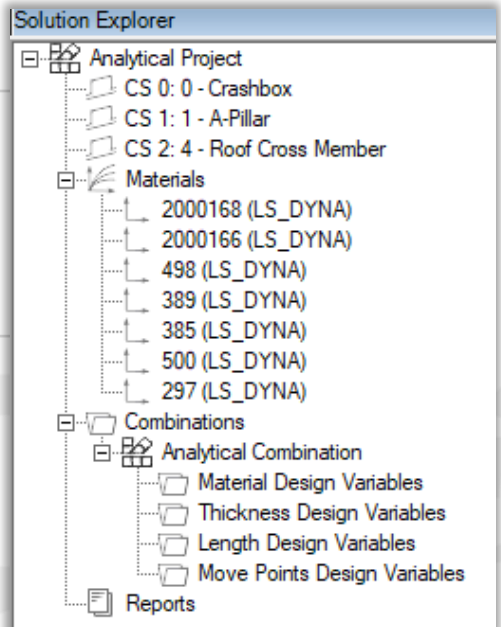 Solution Explorer
Analytical Project
CS 0: 0 - Crashbox
CS 1: 1 - A-Pillar
CS 2: 4 - Roof Cross Member
Materials
2000168 (LS_DYNA)
2000166 (LS_DYNA)
498 (LS_DYNA)
389 (LS_DYNA)
385 (LS_DYNA)
500 (LS_DYNA)
297 (LS_DYNA)
Combinations
Analytical Combination
Material Design Variables
Thickness Design Variables
Length Design Variables
Move Points Design Variables
Reports